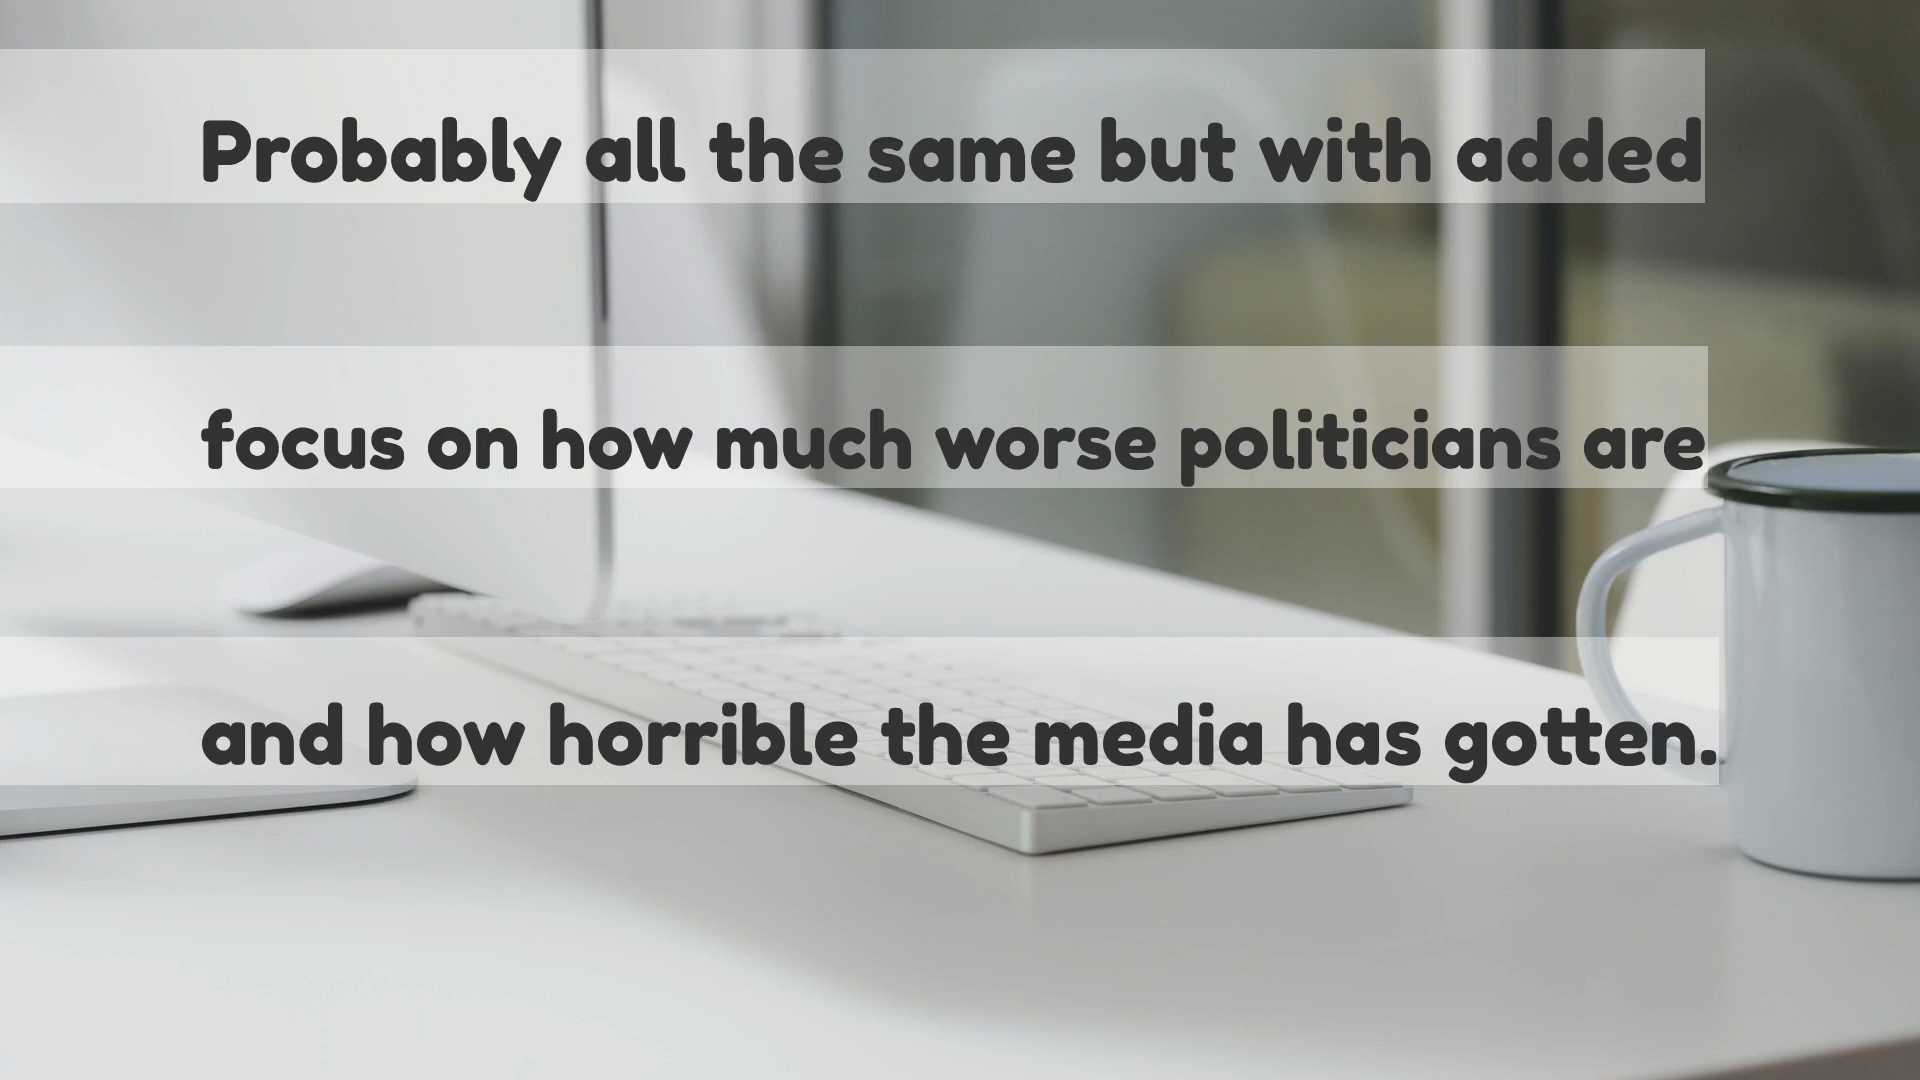 Probably all the same but with added
focus on how much worse politicians are
and how horrible the media has gotten.